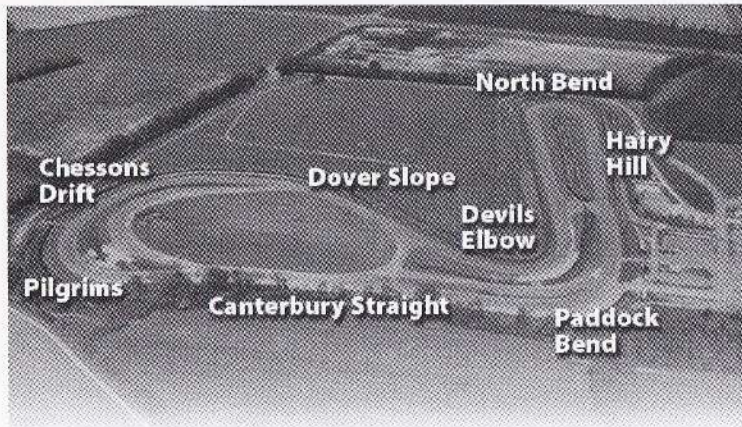 North Bend
Hairy
Hill
Chessons
Drift
Dover Slope
Devils
Elbow
Pilgrims
Canterbury Straight
Paddock
Bend